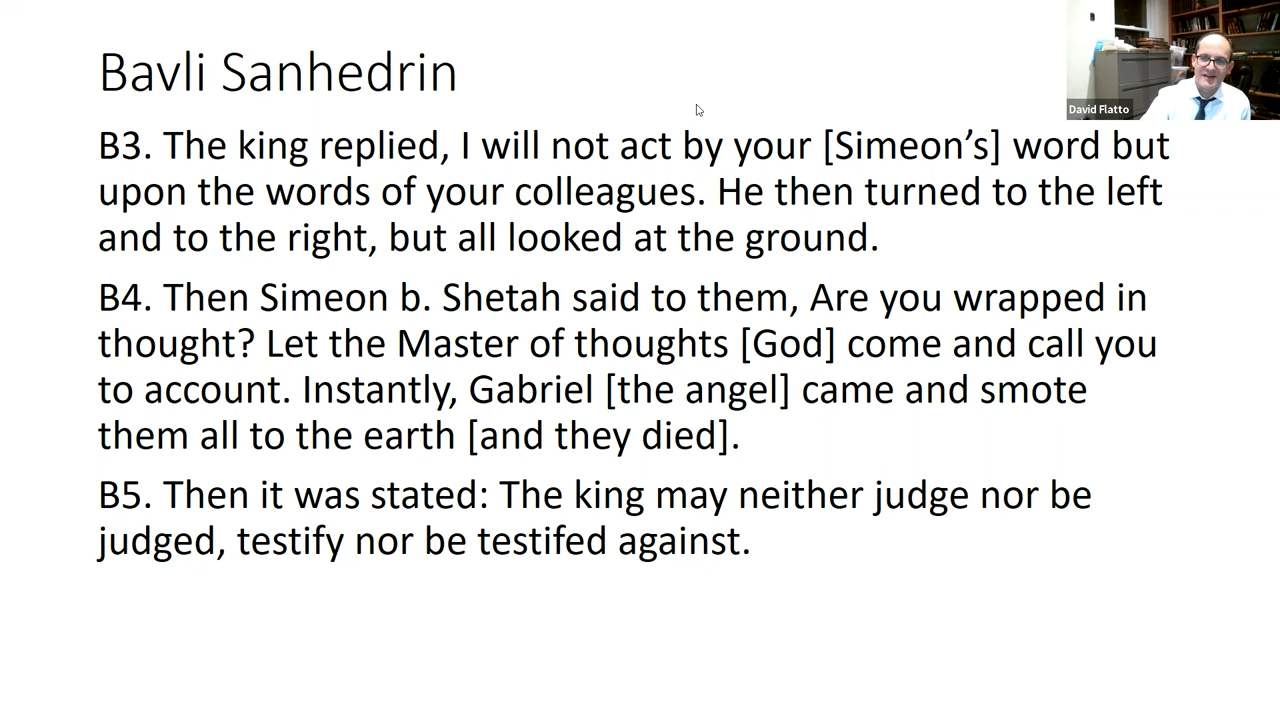 Bavli Sanhedrin
David Flatto
B3. The king replied, I will not act by your [Simeon’s] word but
upon the words of your colleagues. He then turned to the left
and to the right, but all looked at the ground.
B4. Then Simeon b. Shetah said to them, Are you wrapped in
thought? Let the Master of thoughts [God] come and call you
to account. Instantly, Gabriel [the angel] came and smote
them all to the earth [and they died].
B5. Then it was stated: The king may neither judge nor be
judged, testify nor be testifed against.